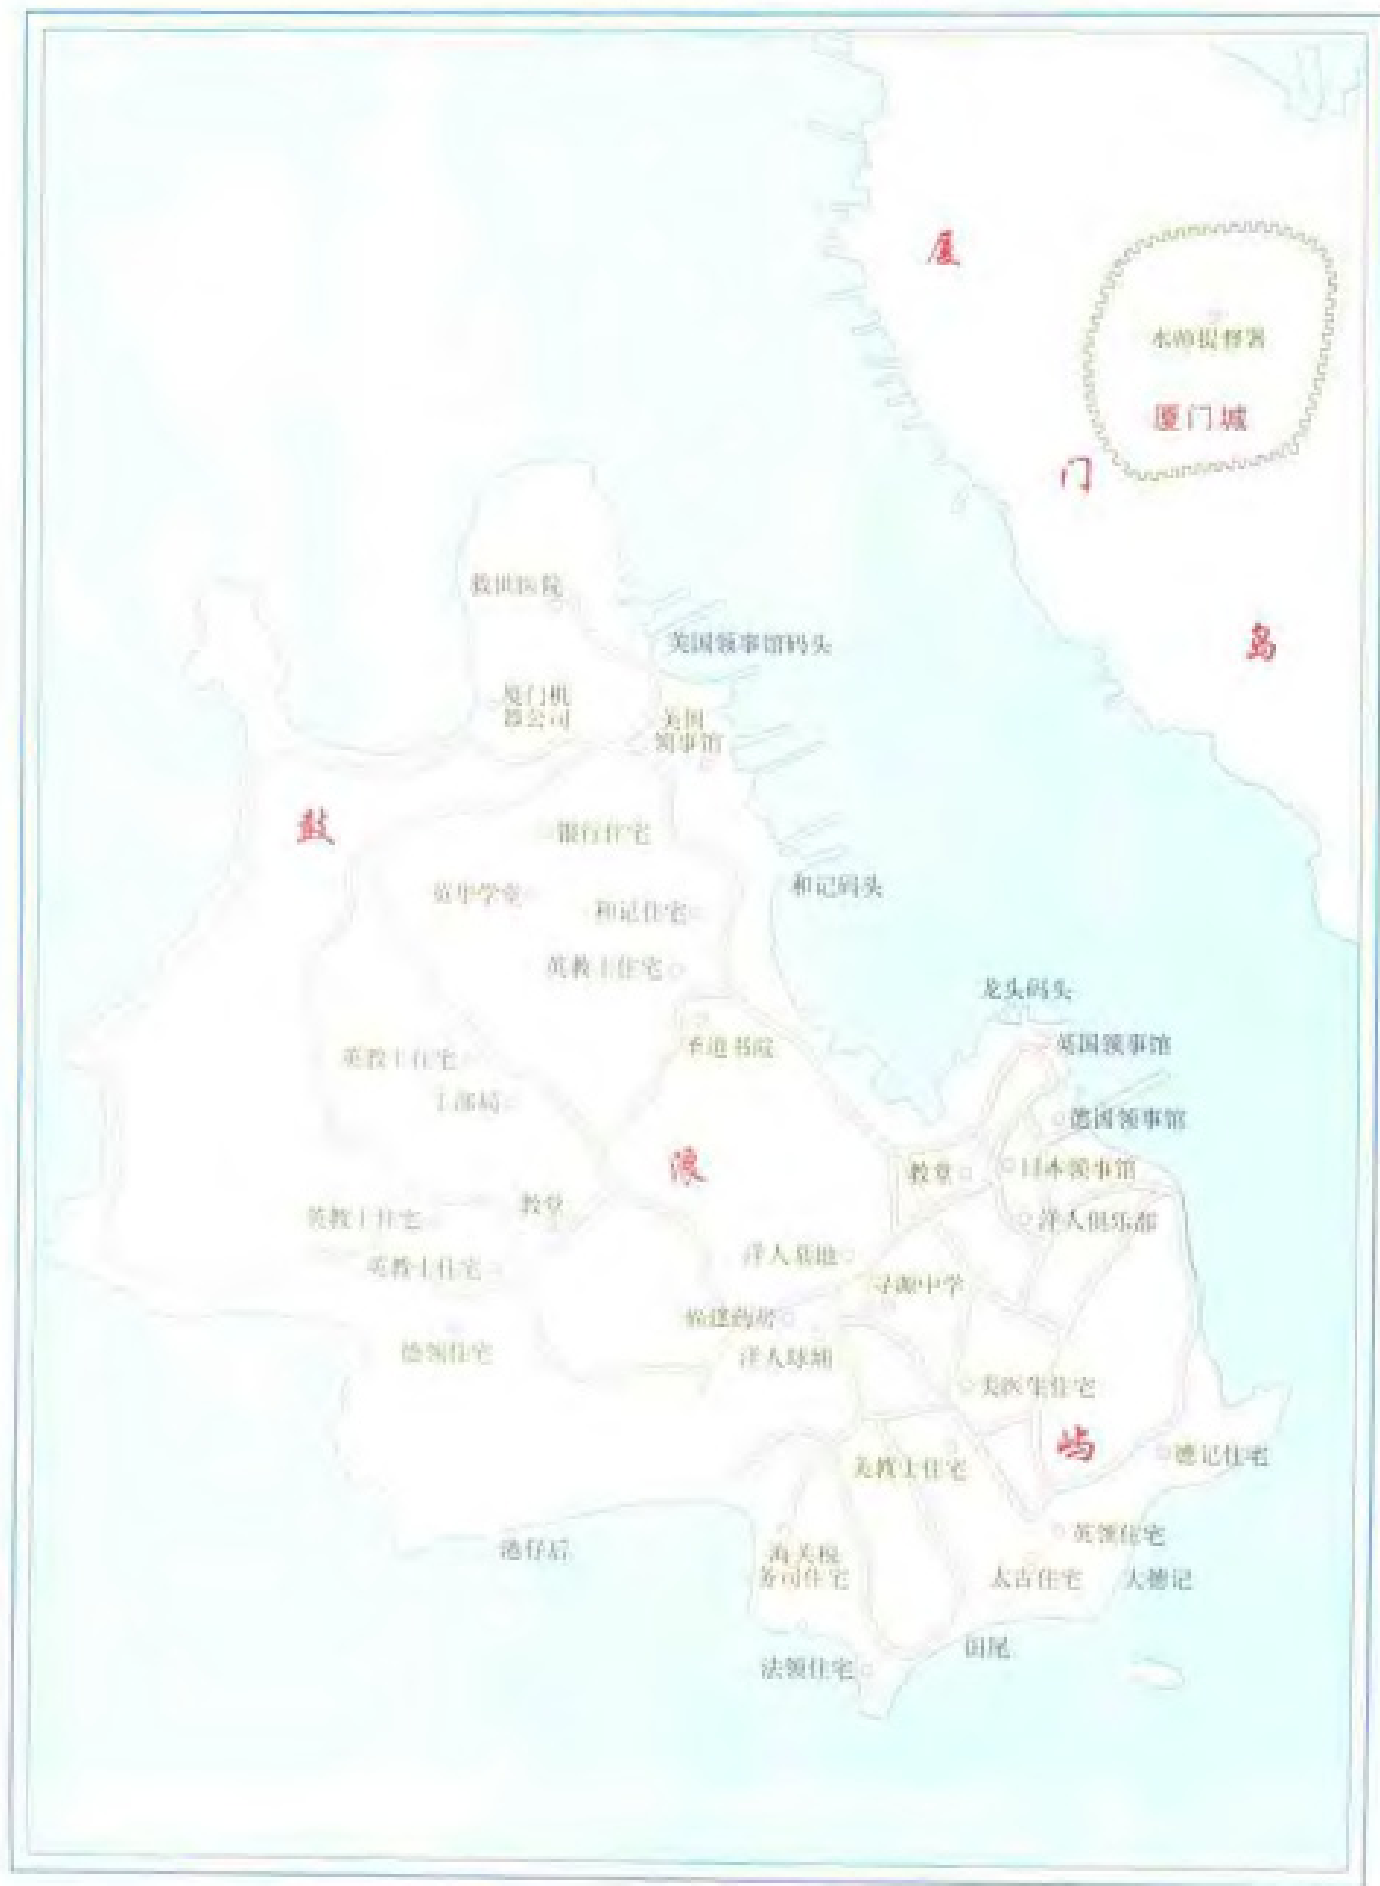 厦
水师提督署
厦门城
门
岛
救世医院
美国领事馆码头
厦门机
器公司
美国
领事馆
鼓
银行住宅
和记码头
和记住宅
英教士住宅
龙头码头
英国领事馆
英教士住宅
工部局
德国领事馆
浪
教堂
日本领事馆
教堂
英教士住宅
洋人俱乐部
洋人墓地
英教士住宅
寻源中学
德领住宅
洋人球埔
美医生住宅
屿
德记住宅
美教士住宅
英领住宅
港仔后
海关税
务司住宅
太古住宅
大德记
田尾
法领住宅